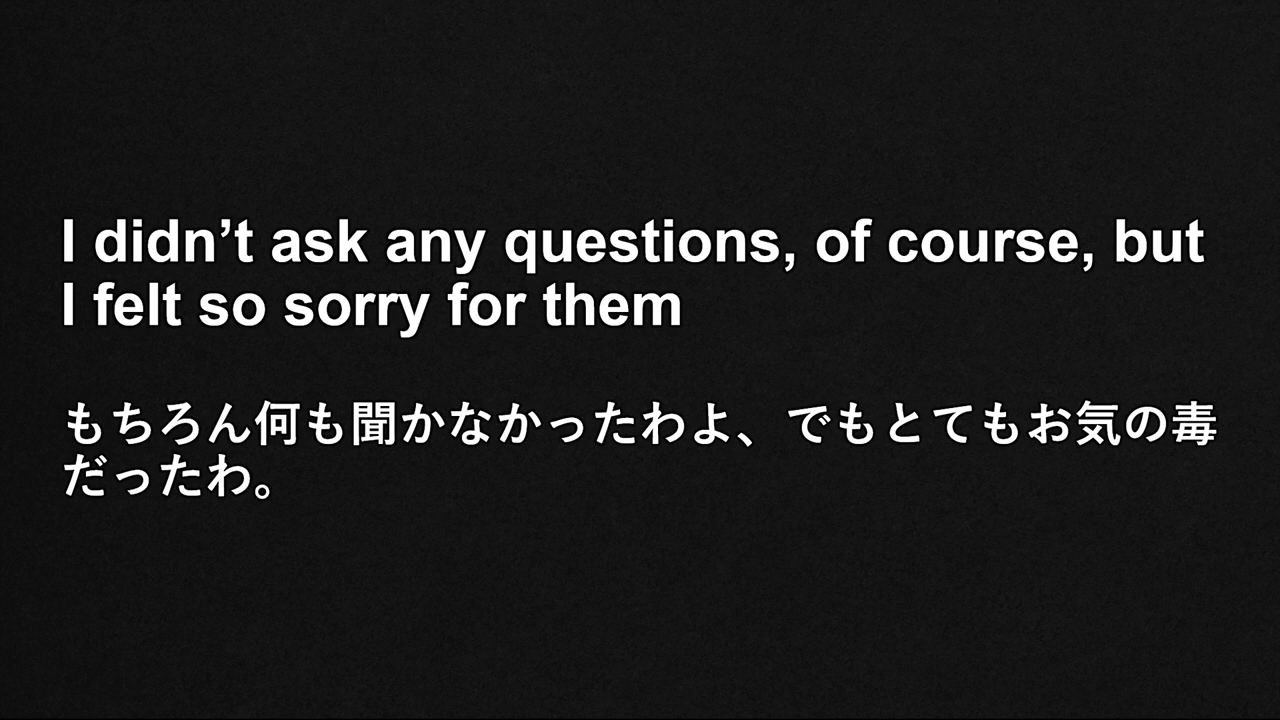 I didn’t ask any questions, of course, but
I felt so sorry for them
もちろん何も聞かなかったわよ、でもとてもお気の毒
だったわ。